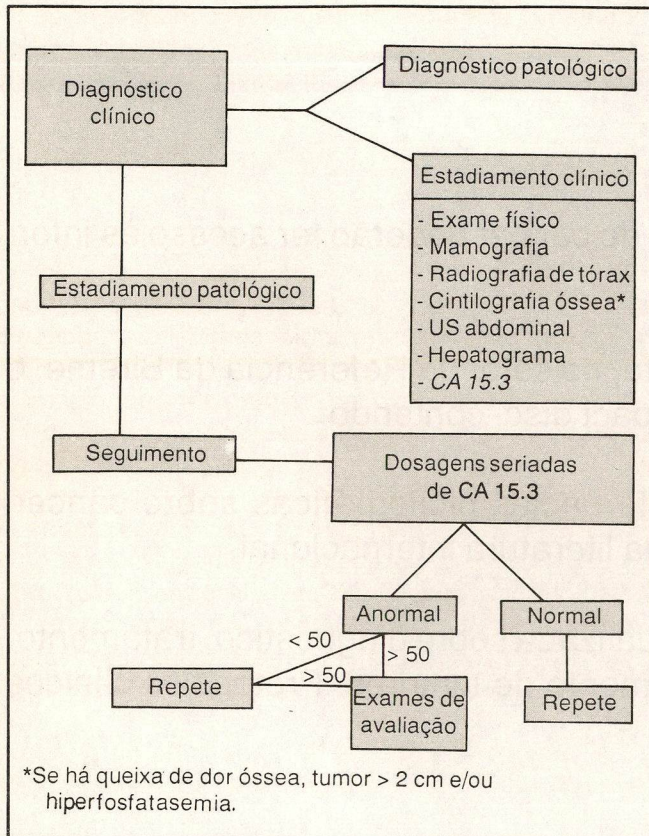 Diagnóstico
clínico
Diagnóstico patológico
Estadiamento clínico
- Exame físico
- Mamografia
- Radiografia de tórax
- Cintilografia óssea*
- US abdominal
- Hepatograma
- CA 15.3
Estadiamento patológico
Seguimento
Dosagens seriadas
de CA 15.3
Anormal
Normal
< 50
> 50
> 50
Repete
Exames de
avaliação
Repete
*Se há queixa de dor óssea, tumor > 2 cm e/ou
hiperfosfatasemia.